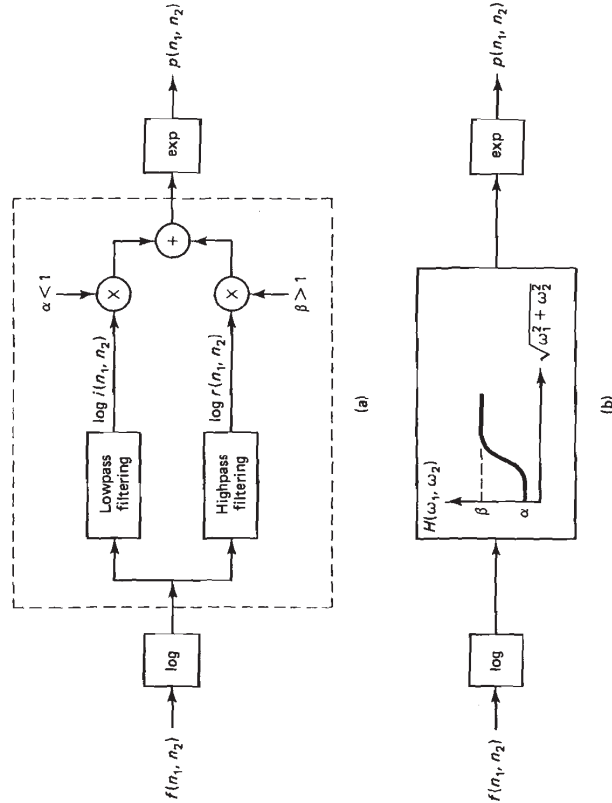 f(n₁, n₂)
log
Lowpass
filtering
Highpass
filtering
log i(n₁, n₂)
log r(n₁, n₂)
α < 1
X
X
β > 1
+
exp
p(n₁, n₂)
(a)
f(n₁, n₂)
log
H(ω₁, ω₂)
β
α
√ω₁² + ω₂²
exp
p(n₁, n₂)
(b)